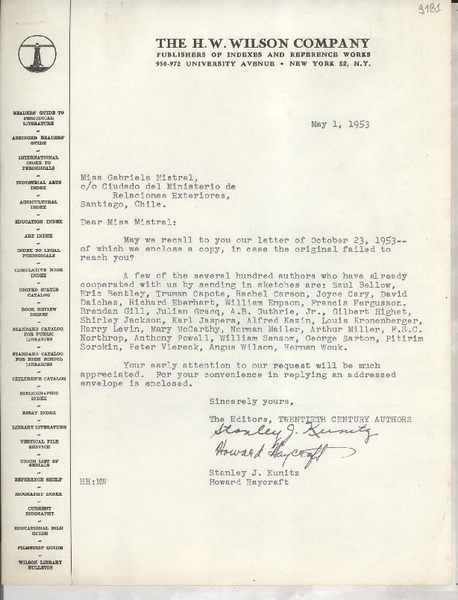 9181
THE H. W. WILSON COMPANY
PUBLISHERS OF INDEXES AND REFERENCE WORKS
950-972 UNIVERSITY AVENUE • NEW YORK 52, N.Y.
READERS GUIDE TO
PERIODICAL
LITERATURE
ABRIDGED READERS'
GUIDE
INTERNATIONAL
INDEX TO
PERIODICALS
INDUSTRIAL ARTS
INDEX
AGRICULTURAL
INDEX
EDUCATION INDEX
ART INDEX
INDEX TO LEGAL
PERIODICALS
CUMULATIVE BOOK
INDEX
UNITED STATES
CATALOG
BOOK REVIEW
DIGEST
STANDARD CATALOG
FOR PUBLIC
LIBRARIES
STANDARD CATALOG
FOR HIGH SCHOOL
LIBRARIES
CHILDREN'S CATALOG
BIBLIOGRAPHIC
INDEX
ESSAY INDEX
LIBRARY LITERATURE
VERTICAL FILE
SERVICE
UNION LIST OF
SERIALS
REFERENCE SHELF
BIOGRAPHY INDEX
CURRENT
BIOGRAPHY
EDUCATIONAL FILM
GUIDE
FILMSTRIP GUIDE
WILSON LIBRARY
BULLETIN
May 1, 1953
Miss Gabriela Mistral,
c/o Ciudado del Ministerio de
Relaciones Exteriores,
Santiago, Chile.
Dear Miss Mistral:
May we recall to you our letter of October 23, 1953--
of which we enclose a copy, in case the original failed to
reach you?
A few of the several hundred authors who have already
cooperated with us by sending in sketches are: Saul Bellow,
Eric Bentley, Truman Capote, Rachel Carson, Joyce Cary, David
Daiches, Richard Eberhart, William Empson, Francis Fergusson.
Brendan Gill, Julien Gracq, A.B. Guthrie, Jr., Gilbert Highet,
Shirley Jackson, Karl Jaspers, Alfred Kazin, Louis Kronenberger,
Harry Levin, Mary McCarthy, Norman Mailer, Arthur Miller, F.S.C.
Northrop, Anthony Powell, William Sansom, George Sarton, Pitirim
Sorokin, Peter Viereck, Angus Wilson, Herman Wouk.
Your early attention to our request will be much
appreciated. For your convenience in replying an addressed
envelope is enclosed.
Sincerely yours,
The Editors, TWENTIETH CENTURY AUTHORS
Stanley J. Kunitz
Howard Haycraft
Stanley J. Kunitz
HH:MW Howard Haycraft